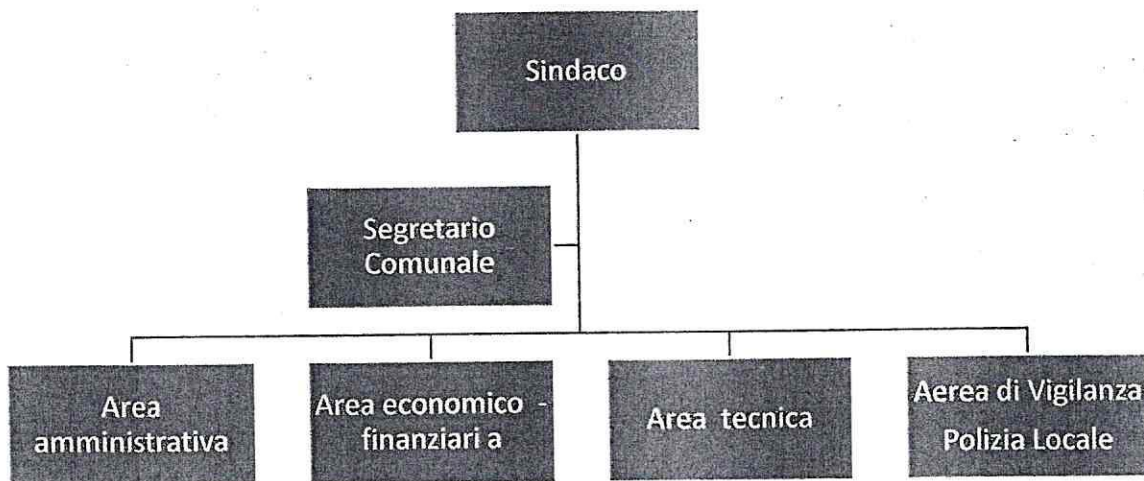 Sindaco
Segretario
Comunale
Area
amministrativa
Area economico -
finanziari a
Area tecnica
Aerea di Vigilanza
Polizia Locale